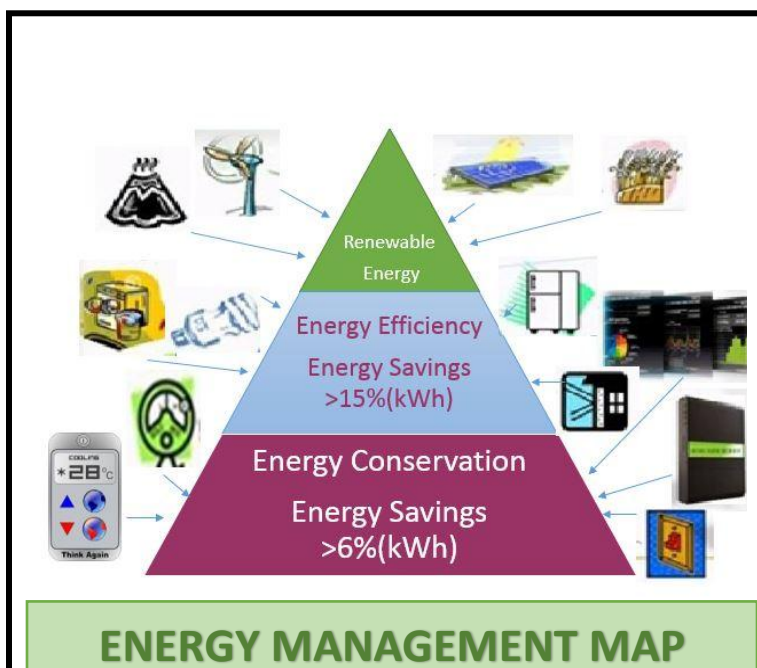 Renewable
Energy
Energy Efficiency
Energy Savings
>15%(kWh)
Energy Conservation
Energy Savings
>6%(kWh)
COOLING
*28°C
Think Again
ENERGY MANAGEMENT MAP